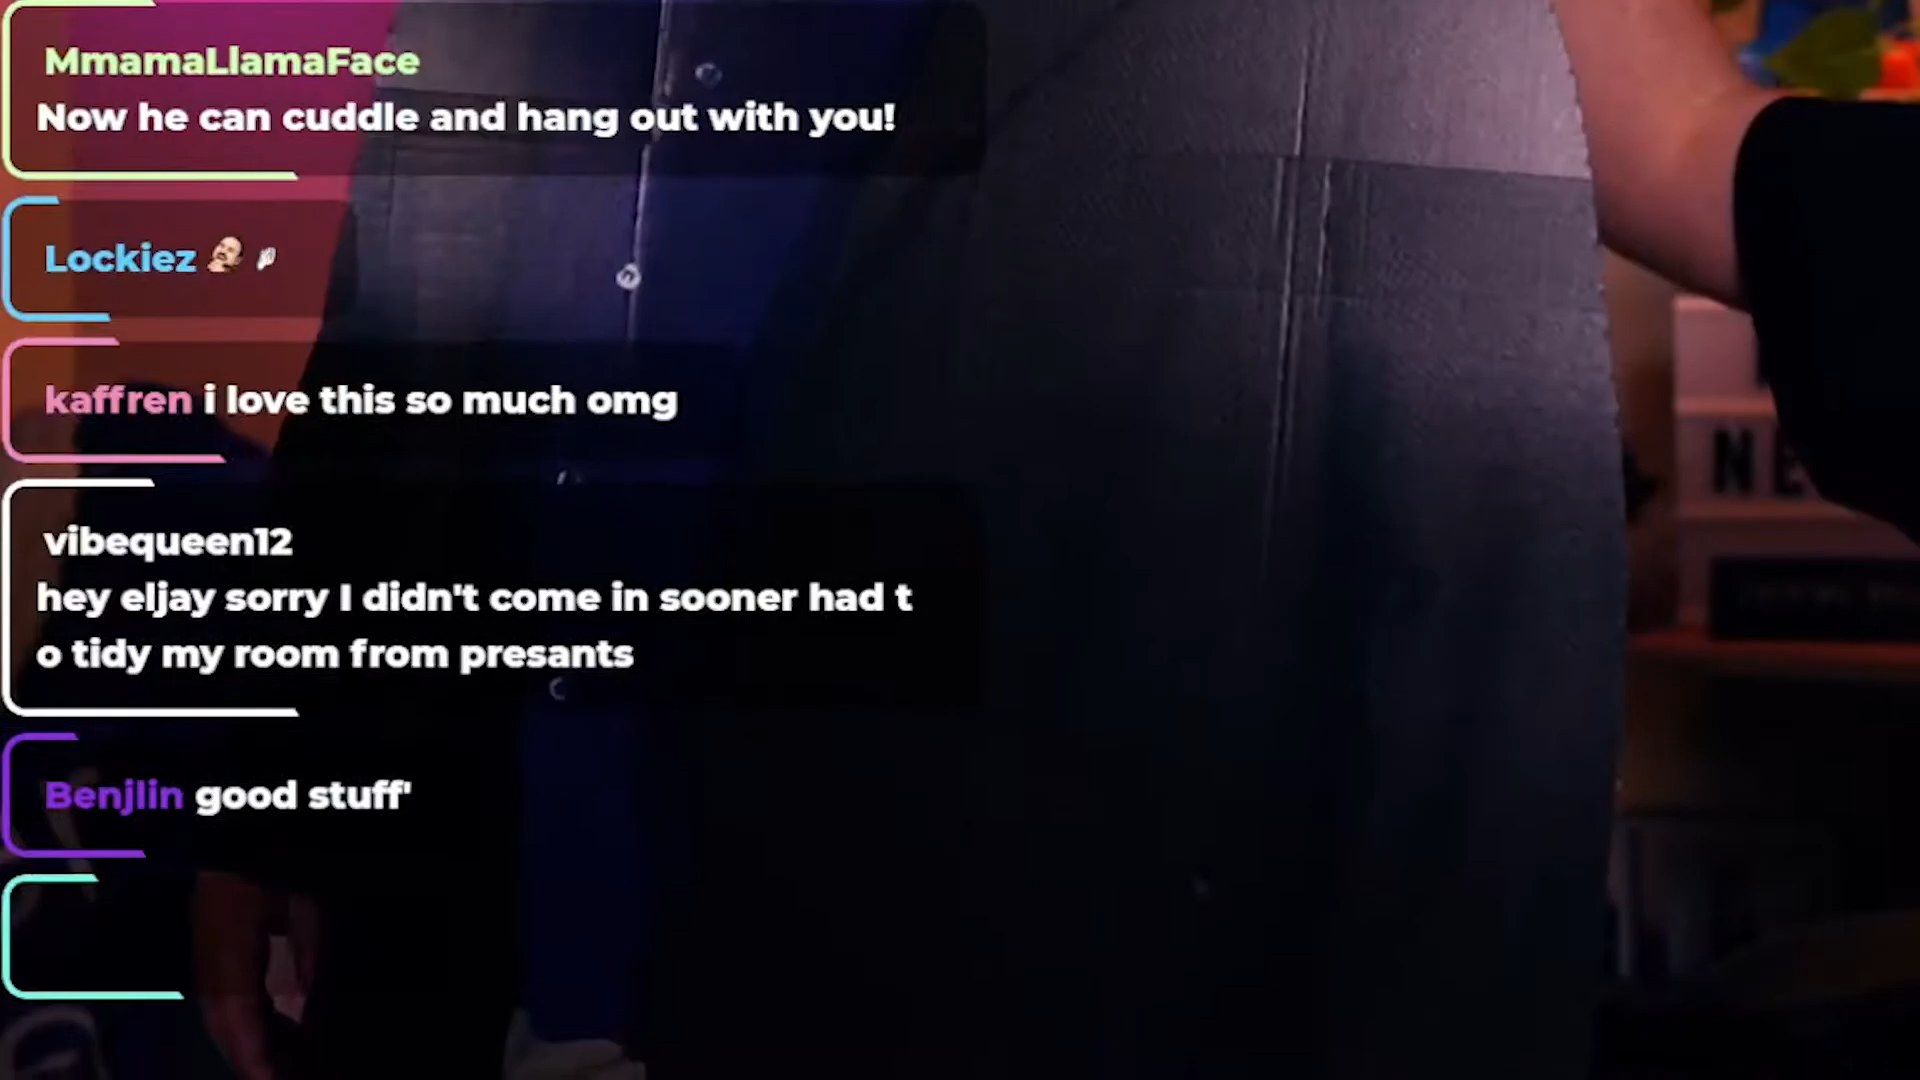 MmamaLlamaFace
Now he can cuddle and hang out with you!
Lockiez
kaffren i love this so much omg
vibequeen12
hey eljay sorry I didn't come in sooner had t
o tidy my room from presants
Benjlin good stuff'
N E